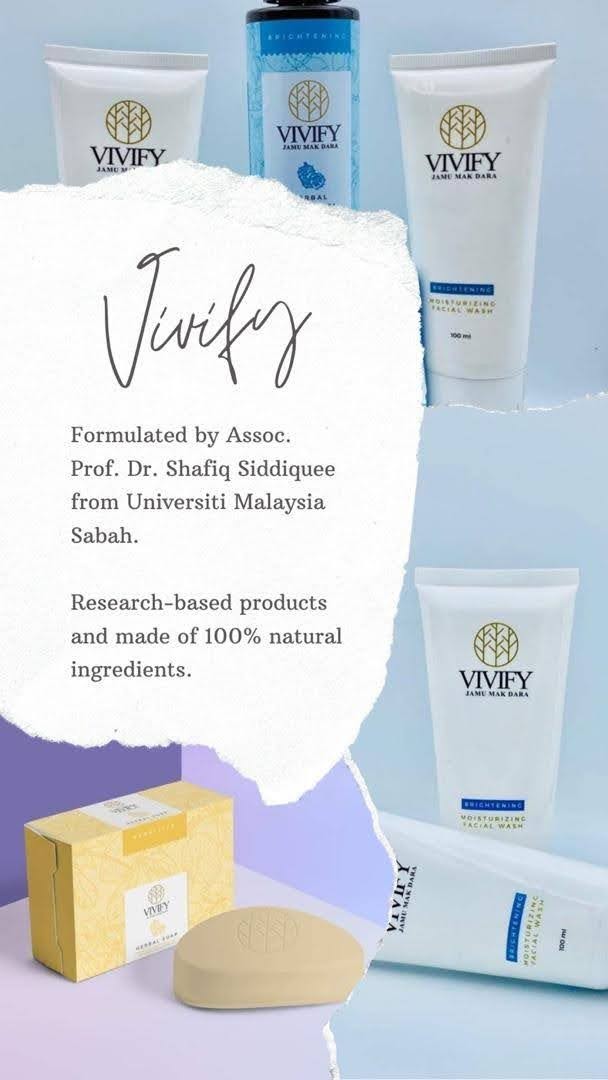 VIVIFY
JAMU MAK DARA
BRIGHTENING
VIVIFY
JAMU MAK DARA
HERBAL
VIVIFY
JAMU MAK DARA
BRIGHTENING
MOISTURIZING
FACIAL WASH
100 ml
Vivify
Formulated by Assoc.
Prof. Dr. Shafiq Siddiquee
from Universiti Malaysia
Sabah.
Research-based products
and made of 100% natural
ingredients.
VIVIFY
JAMU MAK DARA
BRIGHTENING
MOISTURIZING
FACIAL WASH
HERBAL SOAP
VIVIFY
HERBAL SOAP
VIVIFY
JAMU MAK DARA
BRIGHTENING
MOISTURIZING
FACIAL WASH
100 ml